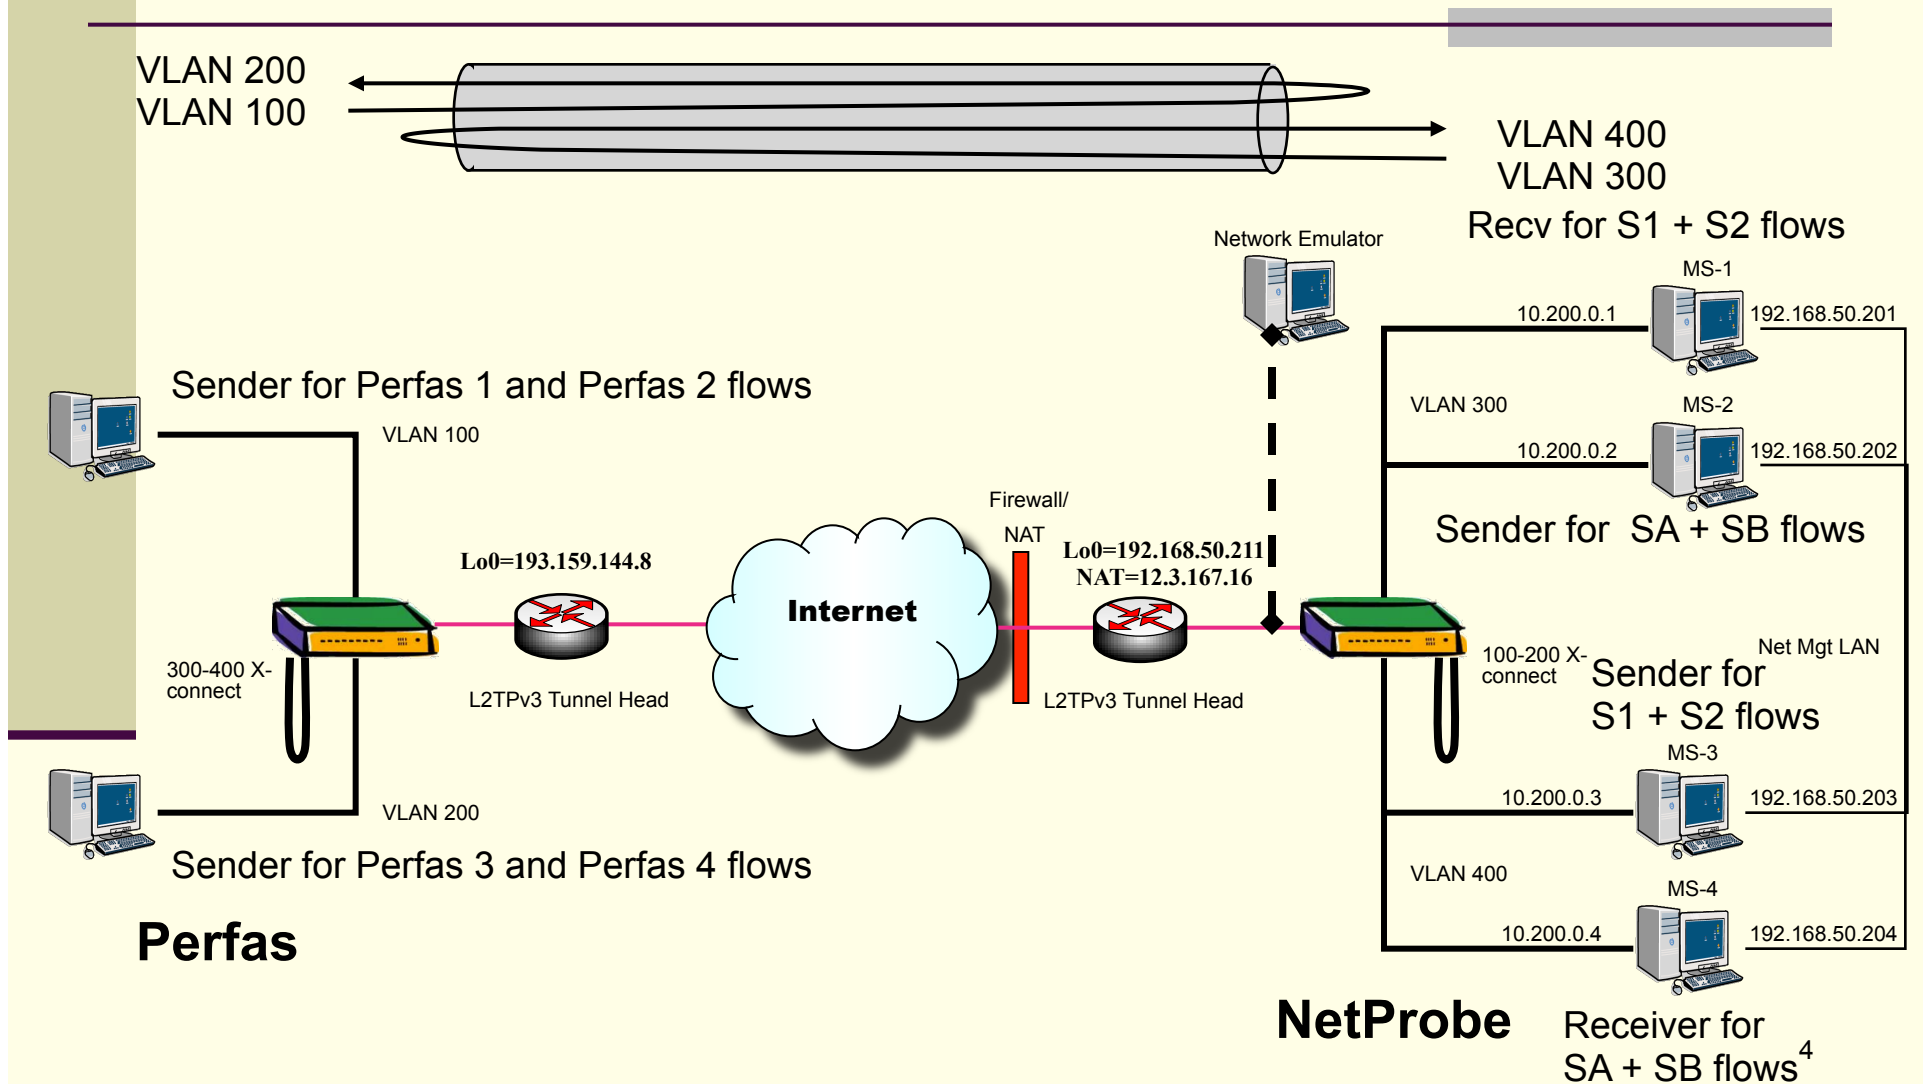 VLAN 200
VLAN 100
VLAN 400
VLAN 300
Recv for S1 + S2 flows
Network Emulator
MS-1
10.200.0.1
192.168.50.201
Sender for Perfas 1 and Perfas 2 flows
VLAN 100
VLAN 300
MS-2
10.200.0.2
192.168.50.202
Sender for SA + SB flows
Firewall/
NAT
Lo0=193.159.144.8
Lo0=192.168.50.211
NAT=12.3.167.16
Internet
300-400 X-
connect
L2TPv3 Tunnel Head
L2TPv3 Tunnel Head
100-200 X-
connect
Net Mgt LAN
Sender for
S1 + S2 flows
MS-3
10.200.0.3
192.168.50.203
VLAN 200
Sender for Perfas 3 and Perfas 4 flows
VLAN 400
MS-4
10.200.0.4
192.168.50.204
Perfas
NetProbe
Receiver for
SA + SB flows
4